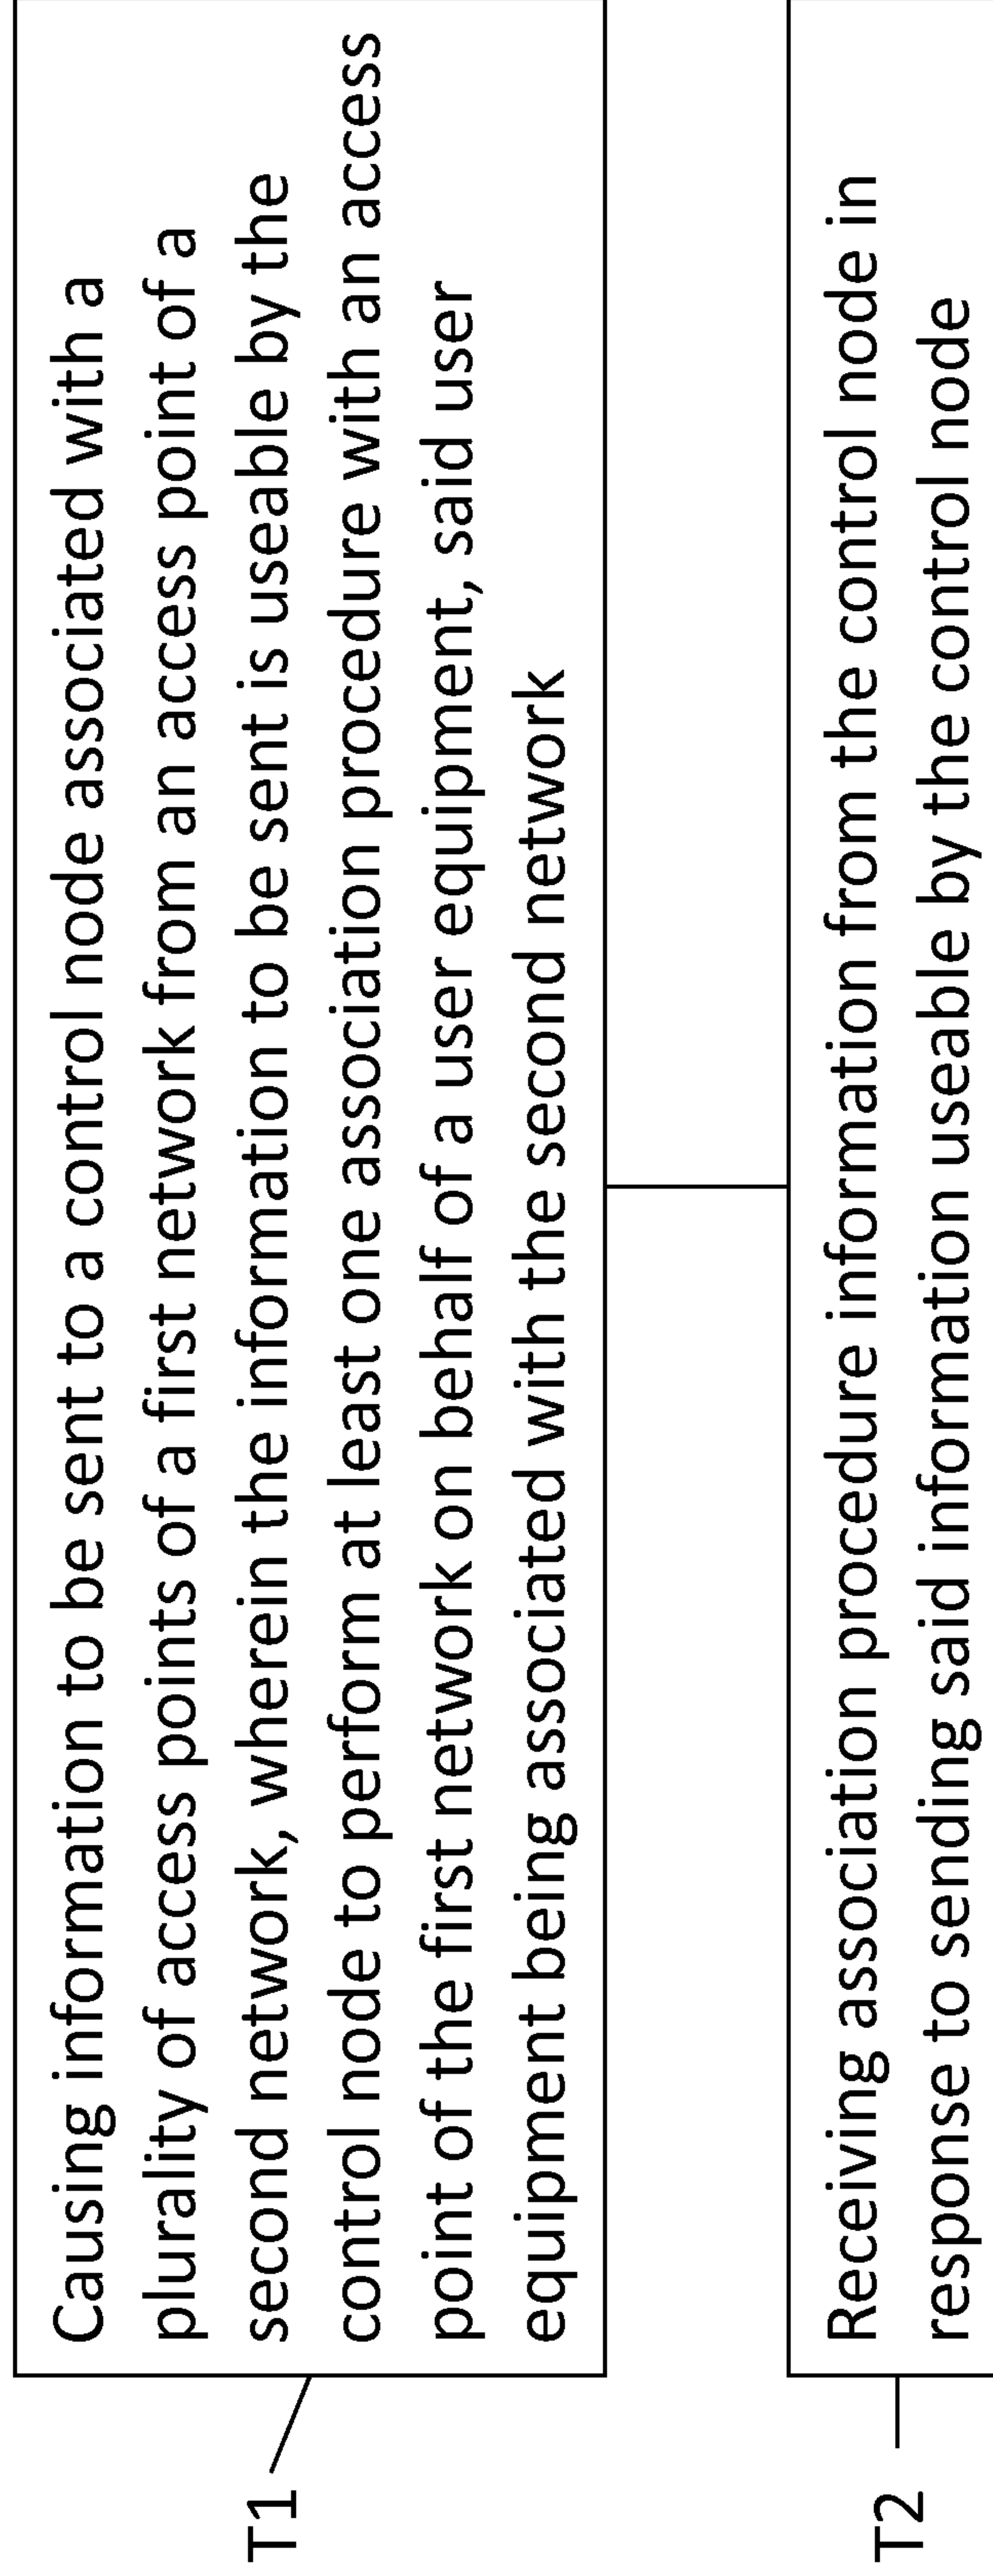 Causing information to be sent to a control node associated with a
plurality of access points of a first network from an access point of a
second network, wherein the information to be sent is useable by the
control node to perform at least one association procedure with an access
point of the first network on behalf of a user equipment, said user
equipment being associated with the second network
T1
Receiving association procedure information from the control node in
response to sending said information useable by the control node
T2